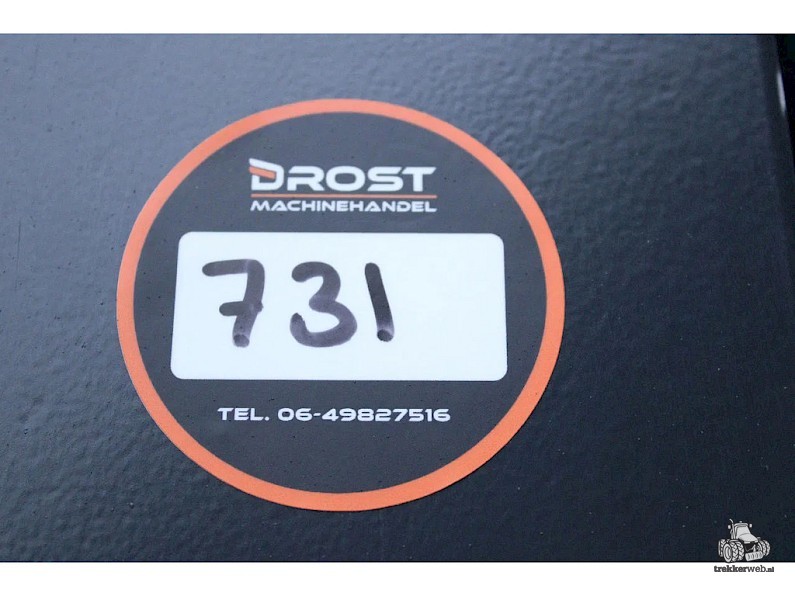 DROST
MACHINEHANDEL
731
TEL. 06-49827516
trekkerweb.nl